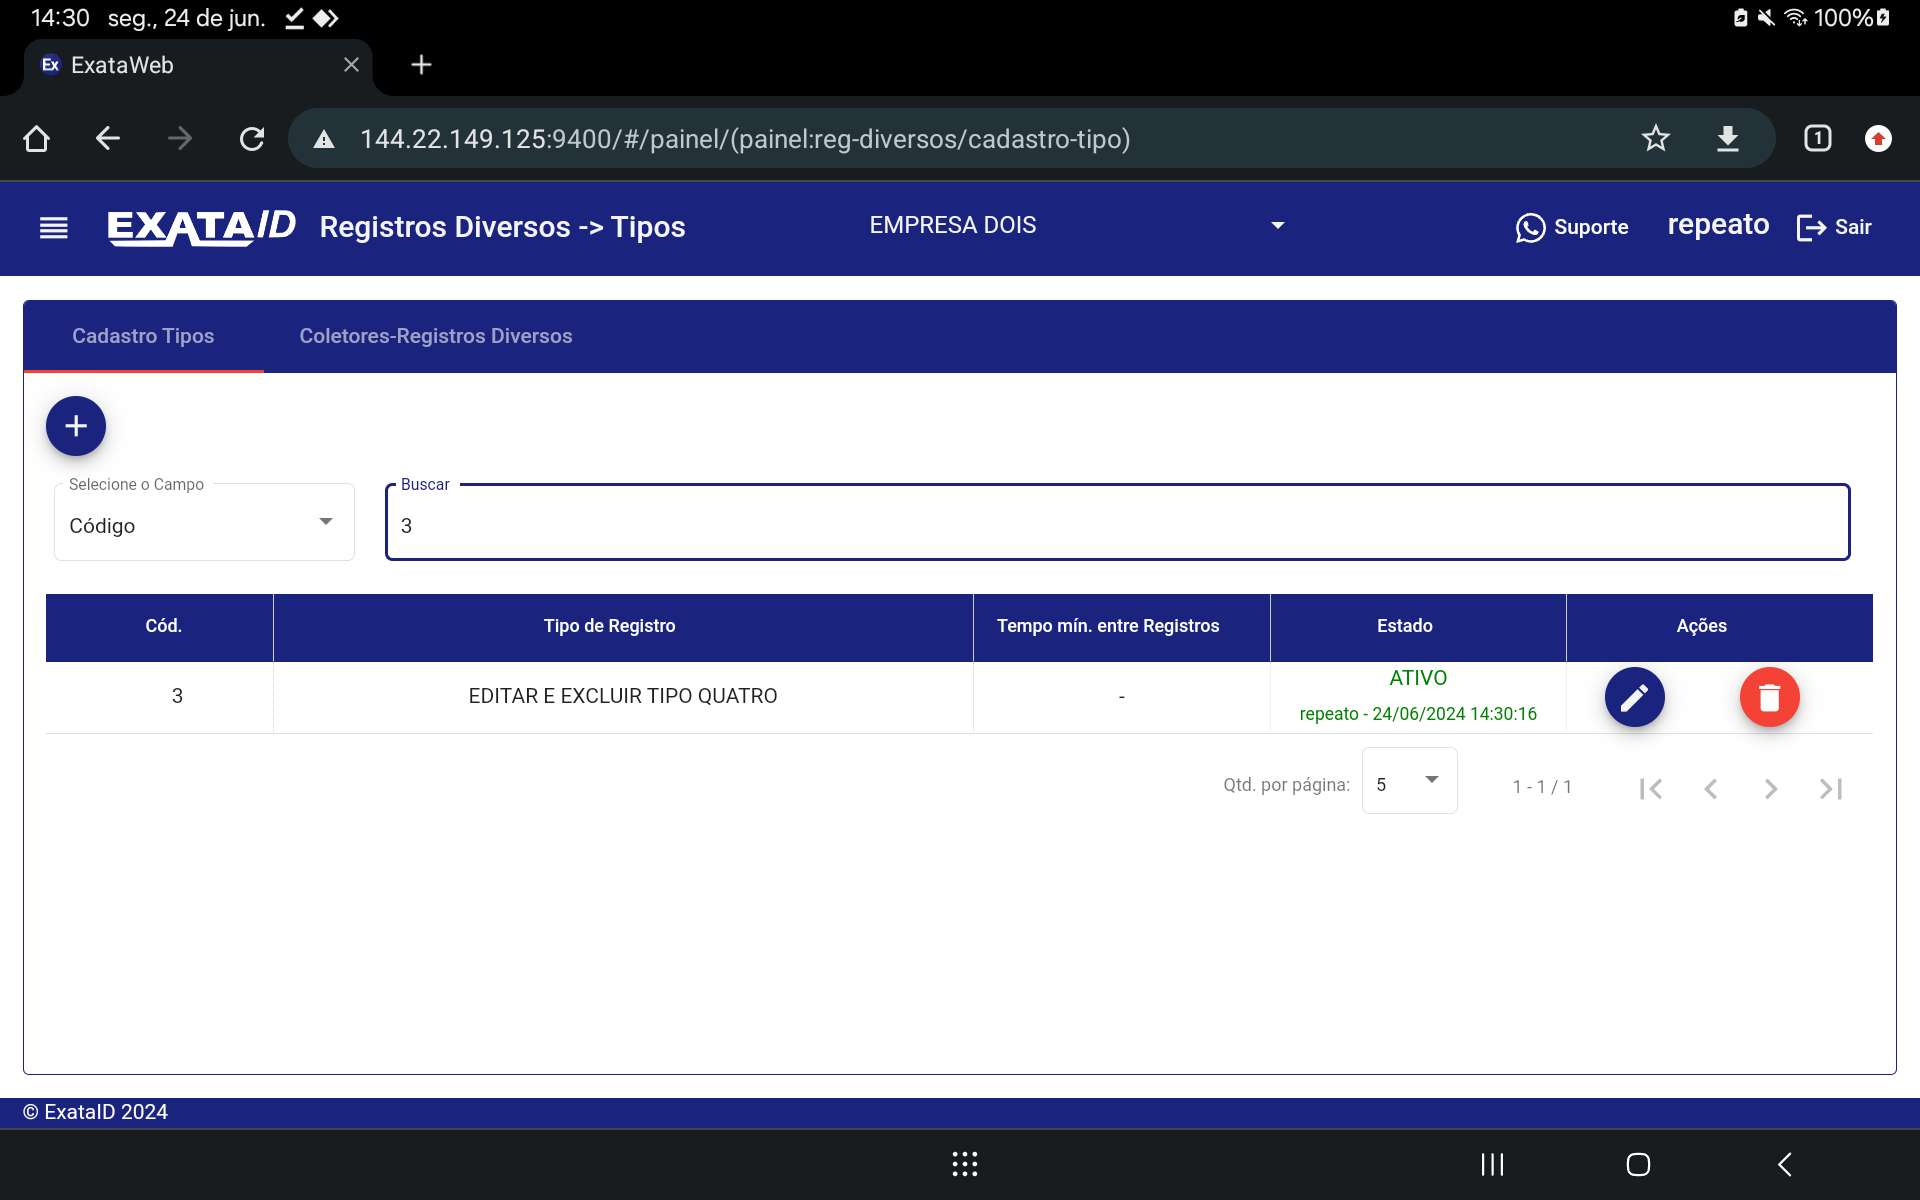 14:30 seg., 24 de jun. 100%
Ex ExataWeb
144.22.149.125:9400/#/painel/(painel:reg-diversos/cadastro-tipo) 1
EXATAID Registros Diversos -> Tipos EMPRESA DOIS Suporte repeato Sair
Cadastro Tipos Coletores-Registros Diversos
Selecione o Campo Buscar
Código 3
Cód. Tipo de Registro Tempo mín. entre Registros Estado Ações
3 EDITAR E EXCLUIR TIPO QUATRO - ATIVO
repeato - 24/06/2024 14:30:16
Qtd. por página: 5 1 - 1 / 1
© ExataID 2024